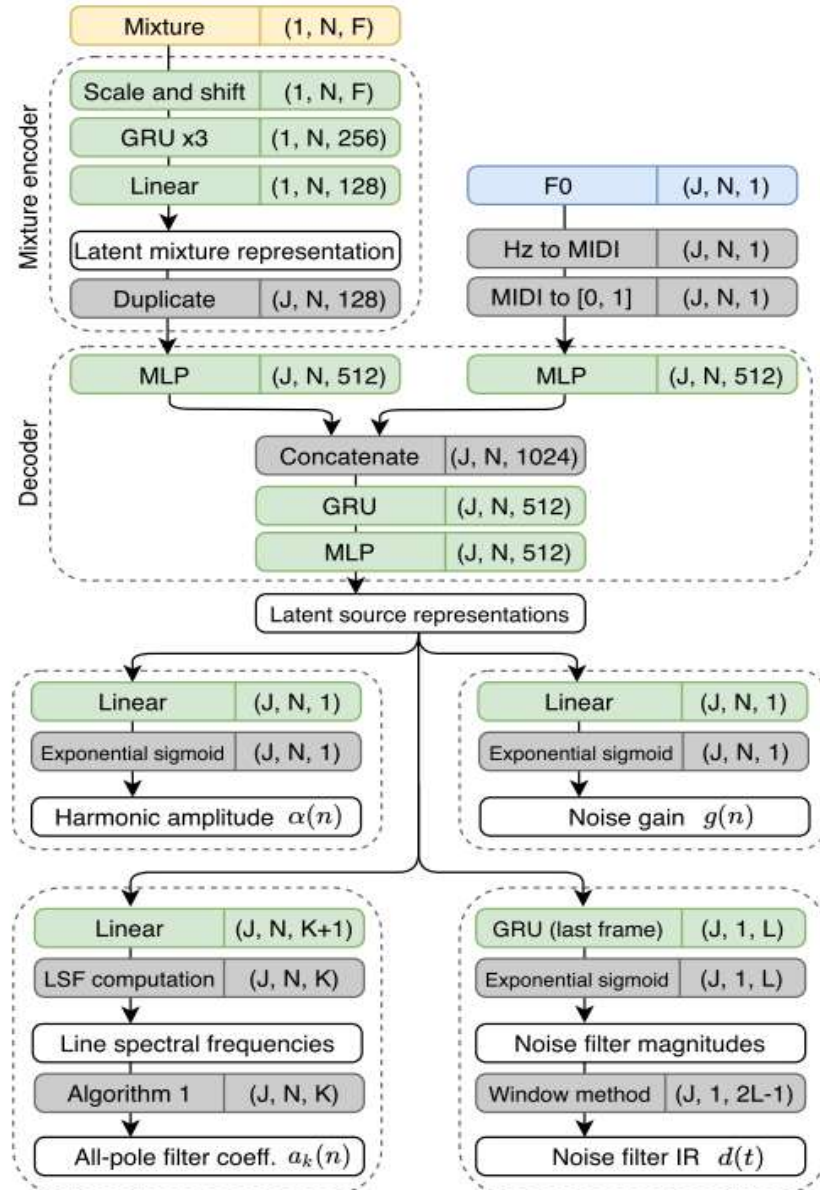 Mixture (1, N, F)
Mixture encoder
Scale and shift (1, N, F)
GRU x3 (1, N, 256)
Linear (1, N, 128)
Latent mixture representation
Duplicate (J, N, 128)
F0 (J, N, 1)
Hz to MIDI (J, N, 1)
MIDI to [0, 1] (J, N, 1)
Decoder
MLP (J, N, 512)
MLP (J, N, 512)
Concatenate (J, N, 1024)
GRU (J, N, 512)
MLP (J, N, 512)
Latent source representations
Linear (J, N, 1)
Exponential sigmoid (J, N, 1)
Harmonic amplitude α(n)
Linear (J, N, 1)
Exponential sigmoid (J, N, 1)
Noise gain g(n)
Linear (J, N, K+1)
LSF computation (J, N, K)
Line spectral frequencies
Algorithm 1 (J, N, K)
All-pole filter coeff. aₖ(n)
GRU (last frame) (J, 1, L)
Exponential sigmoid (J, 1, L)
Noise filter magnitudes
Window method (J, 1, 2L-1)
Noise filter IR d(t)